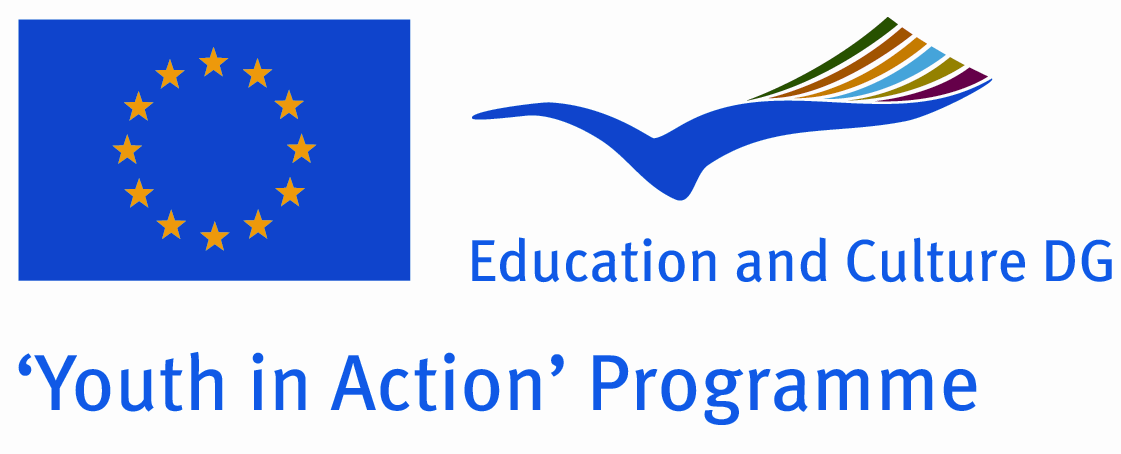 Education and Culture DG
‘Youth in Action’ Programme